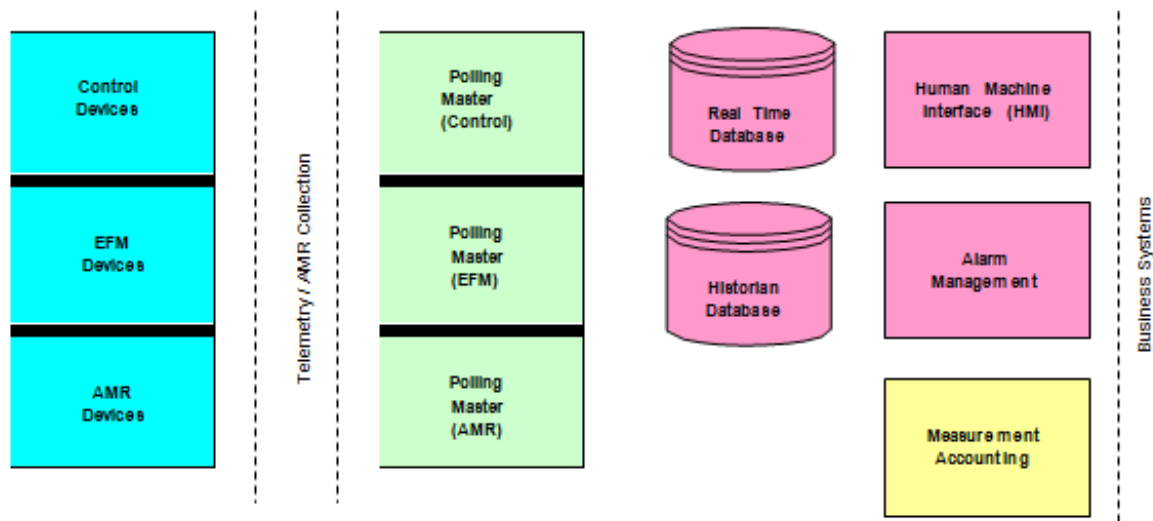 Control
Devices
EFM
Devices
AMR
Devices
Telemetry / AMR Collection
Polling
Master
(Control)
Polling
Master
(EFM)
Polling
Master
(AMR)
Real Time
Database
Historian
Database
Human Machine
Interface (HMI)
Alarm
Management
Measurement
Accounting
Business Systems